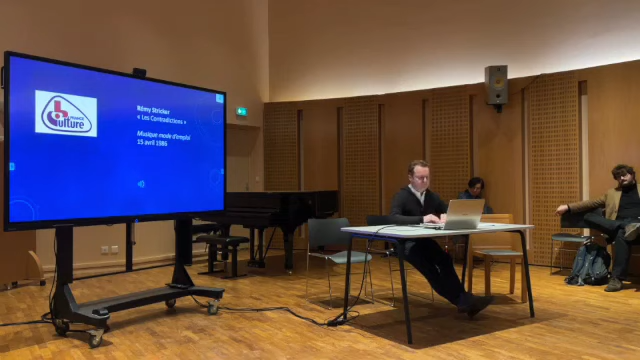 FRANCE
Culture
Rémy Stricker
« Les Contradictions »
Musique mode d'emploi
15 avril 1986